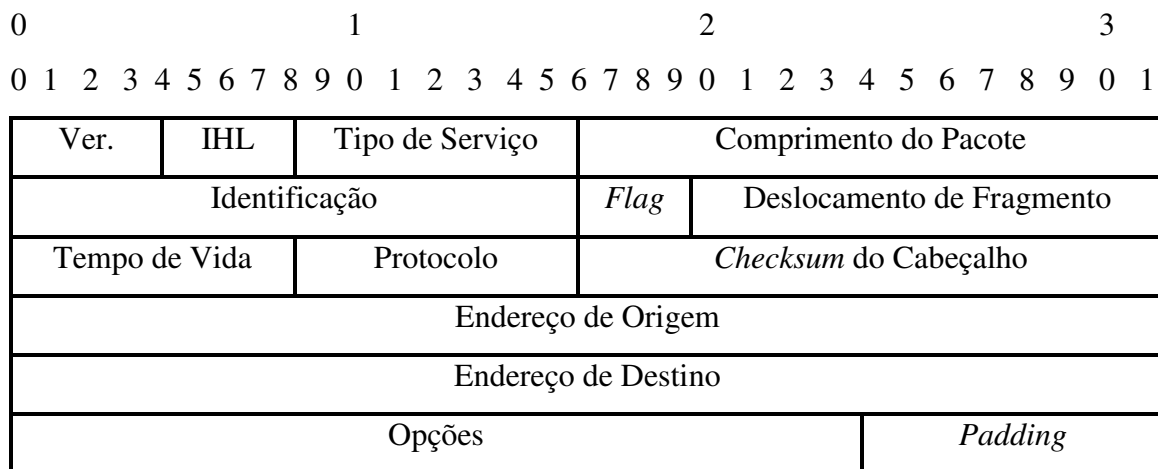 0 1 2 3
0 1 2 3 4 5 6 7 8 9 0 1 2 3 4 5 6 7 8 9 0 1 2 3 4 5 6 7 8 9 0 1
Ver. IHL Tipo de Serviço Comprimento do Pacote
Identificação Flag Deslocamento de Fragmento
Tempo de Vida Protocolo Checksum do Cabeçalho
Endereço de Origem
Endereço de Destino
Opções Padding